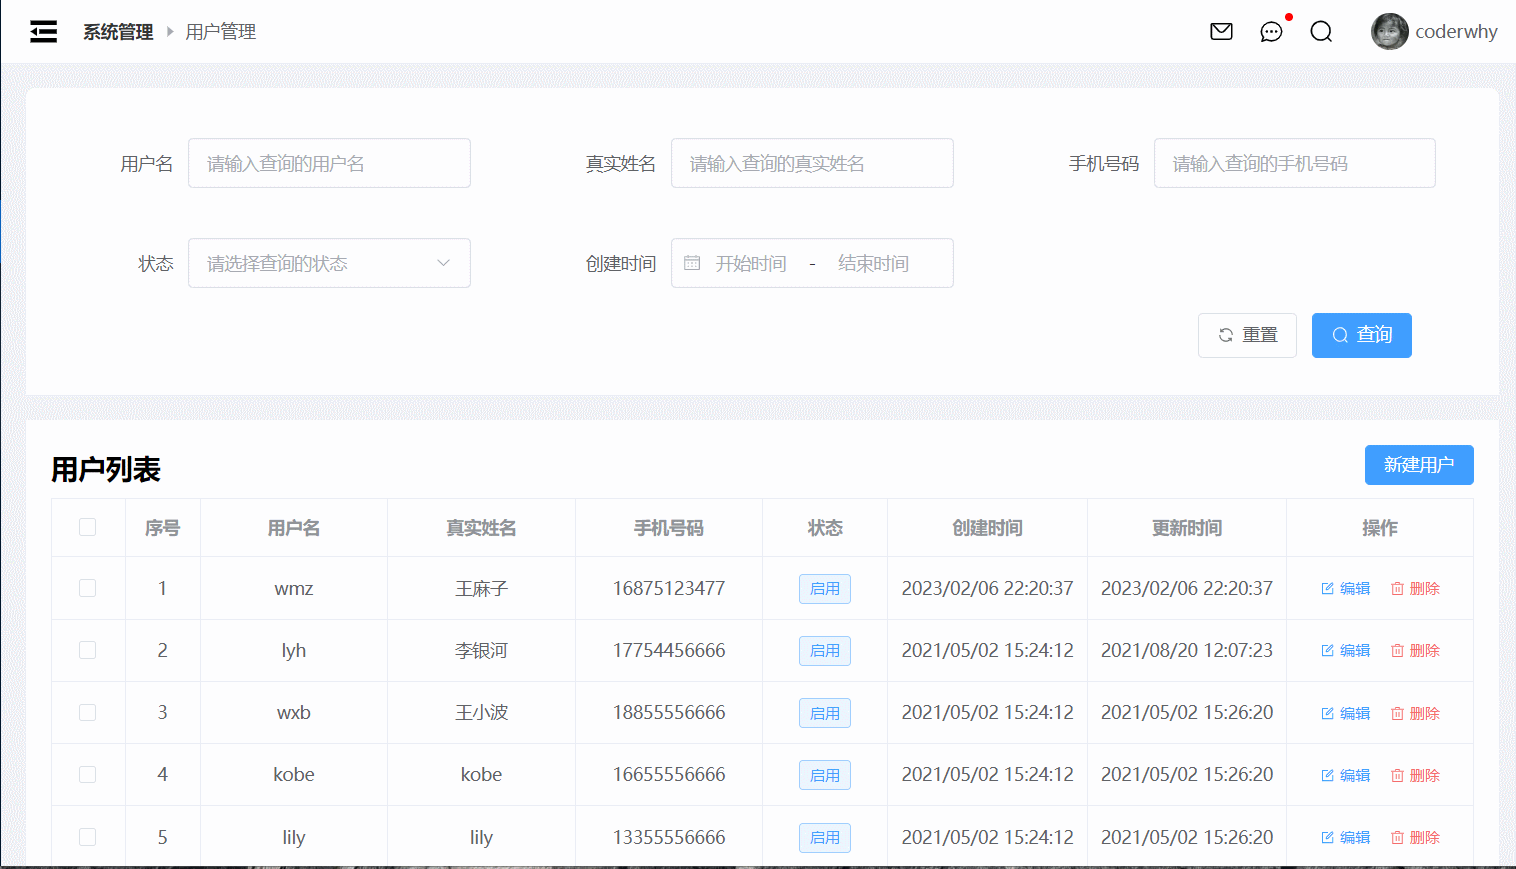 系统管理 用户管理 coderwhy
用户名 请输入查询的用户名 真实姓名 请输入查询的真实姓名 手机号码 请输入查询的手机号码
状态 请选择查询的状态 创建时间 开始时间 - 结束时间
重置 查询
用户列表 新建用户
序号 用户名 真实姓名 手机号码 状态 创建时间 更新时间 操作
1 wmz 王麻子 16875123477 启用 2023/02/06 22:20:37 2023/02/06 22:20:37 编辑 删除
2 lyh 李银河 17754456666 启用 2021/05/02 15:24:12 2021/08/20 12:07:23 编辑 删除
3 wxb 王小波 18855556666 启用 2021/05/02 15:24:12 2021/05/02 15:26:20 编辑 删除
4 kobe kobe 16655556666 启用 2021/05/02 15:24:12 2021/05/02 15:26:20 编辑 删除
5 lily lily 13355556666 启用 2021/05/02 15:24:12 2021/05/02 15:26:20 编辑 删除